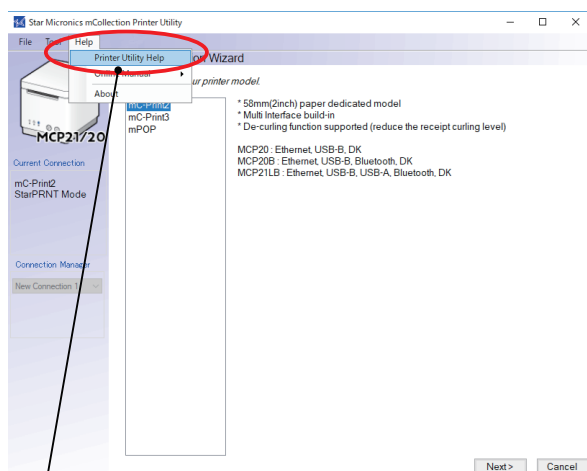 Star Micronics mCollection Printer Utility
File Tool Help
Printer Utility Help
Online Manual
About
on Wizard
ur printer model.
mC-Print2
mC-Print3
mPOP
* 58mm(2inch) paper dedicated model
* Multi Interface build-in
* De-curling function supported (reduce the receipt curling level)
MCP20 : Ethernet, USB-B, DK
MCP20B : Ethernet, USB-B, Bluetooth, DK
MCP21LB : Ethernet, USB-B, USB-A, Bluetooth, DK
MCP21/20
Current Connection
mC-Print2
StarPRNT Mode
Connection Manager
New Connection 1
Next > Cancel